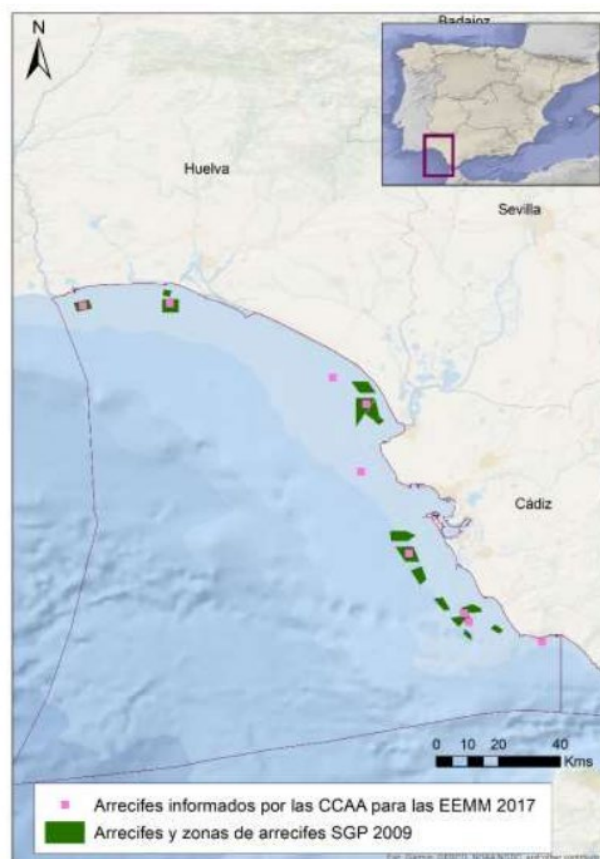 Badajoz
N
Huelva
Sevilla
Cádiz
0 10 20 40
Kms
Arrecifes informados por las CCAA para las EEMM 2017
Arrecifes y zonas de arrecifes SGP 2009